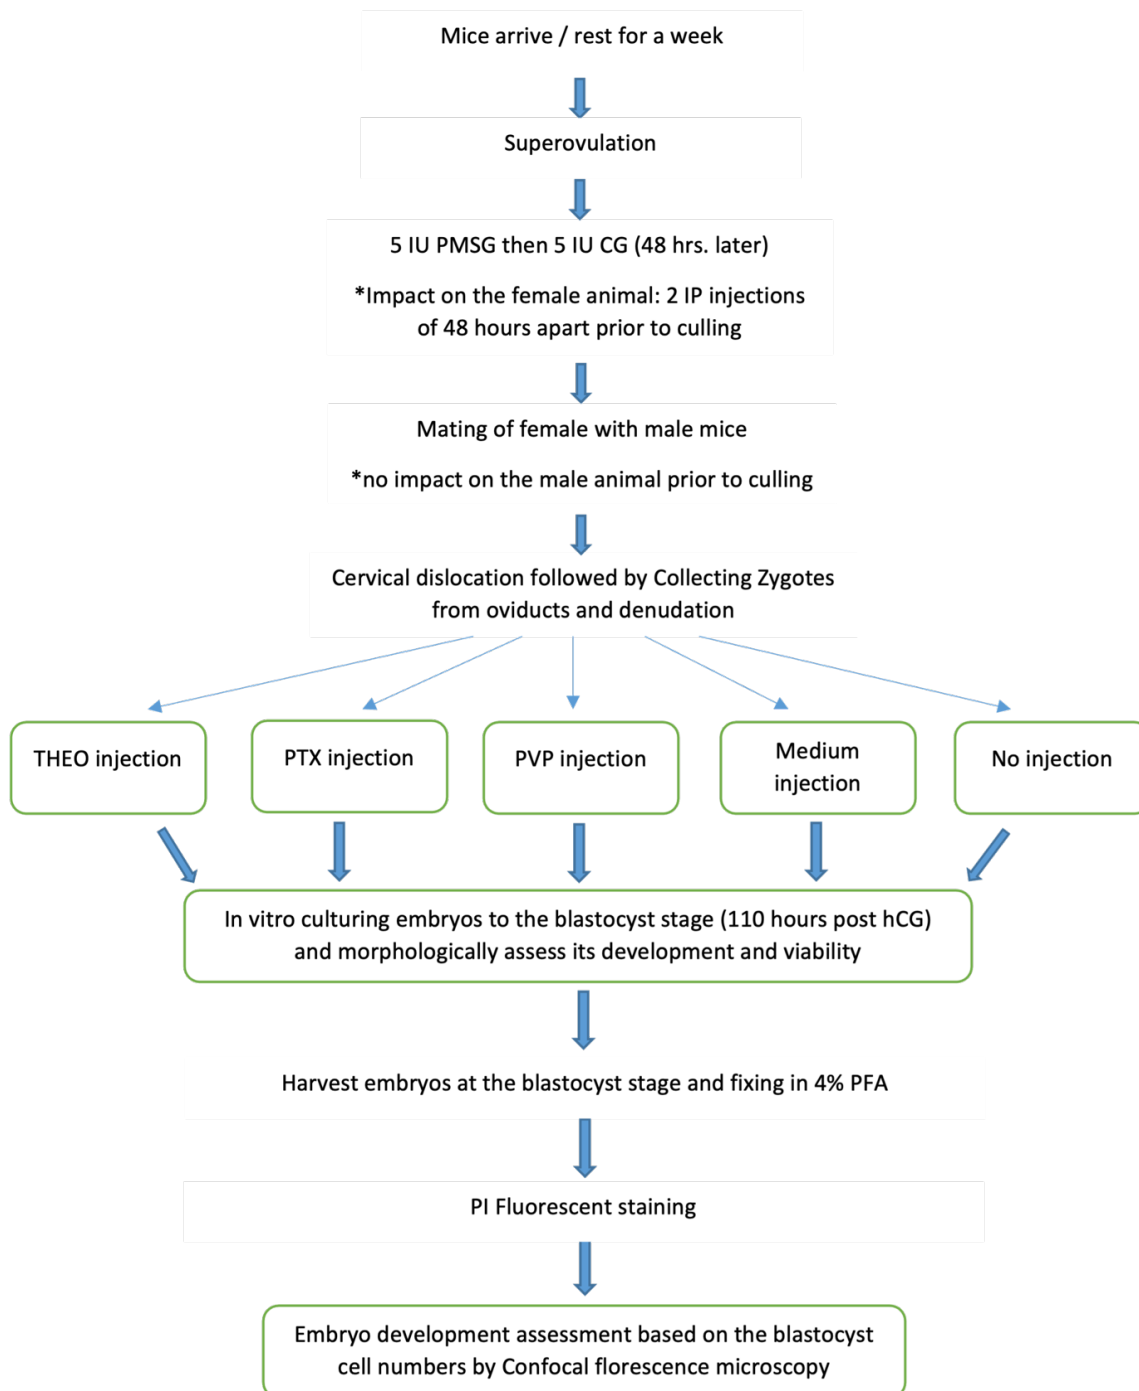 Mice arrive / rest for a week
Superovulation
5 IU PMSG then 5 IU CG (48 hrs. later)
*Impact on the female animal: 2 IP injections
of 48 hours apart prior to culling
Mating of female with male mice
*no impact on the male animal prior to culling
Cervical dislocation followed by Collecting Zygotes
from oviducts and denudation
THEO injection
PTX injection
PVP injection
Medium
injection
No injection
In vitro culturing embryos to the blastocyst stage (110 hours post hCG)
and morphologically assess its development and viability
Harvest embryos at the blastocyst stage and fixing in 4% PFA
PI Fluorescent staining
Embryo development assessment based on the blastocyst
cell numbers by Confocal florescence microscopy